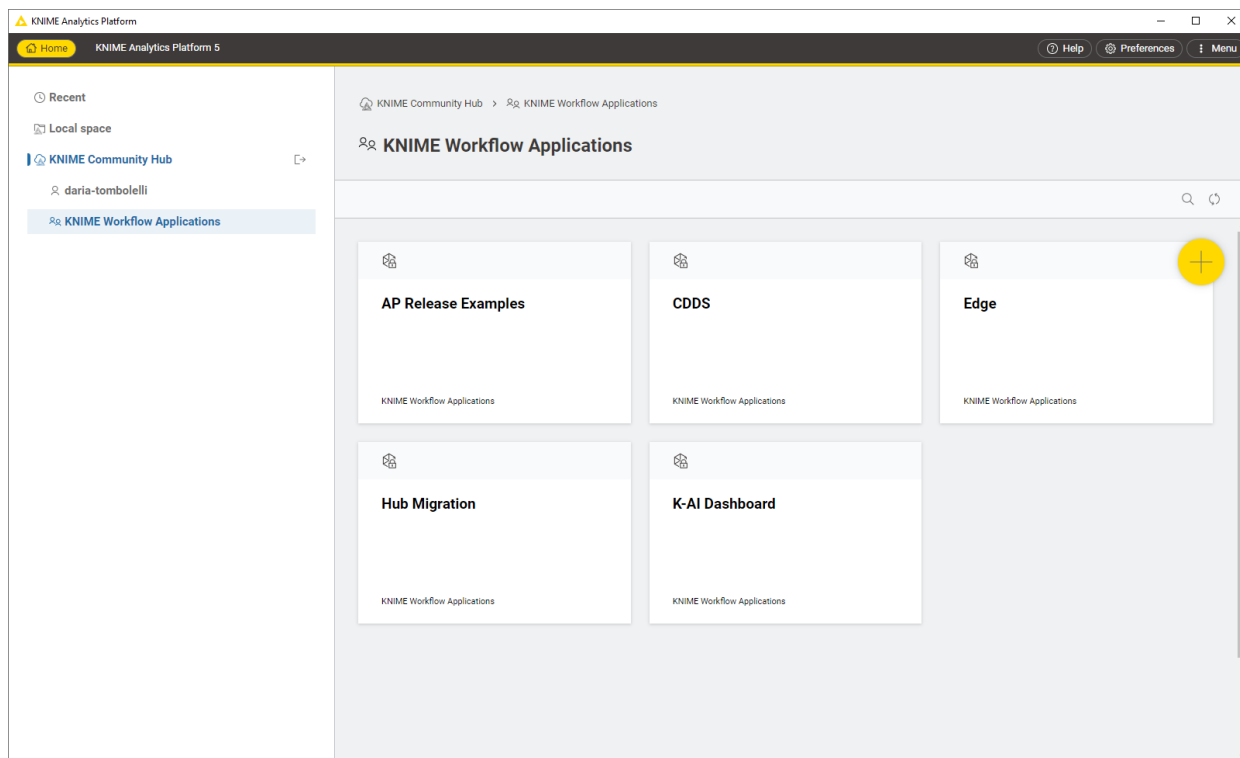 KNIME Analytics Platform
Home KNIME Analytics Platform 5 Help Preferences Menu
Recent
Local space
KNIME Community Hub
daria-tombolelli
KNIME Workflow Applications
KNIME Community Hub > KNIME Workflow Applications
KNIME Workflow Applications
AP Release Examples
KNIME Workflow Applications
CDDS
KNIME Workflow Applications
Edge
KNIME Workflow Applications
Hub Migration
KNIME Workflow Applications
K-AI Dashboard
KNIME Workflow Applications